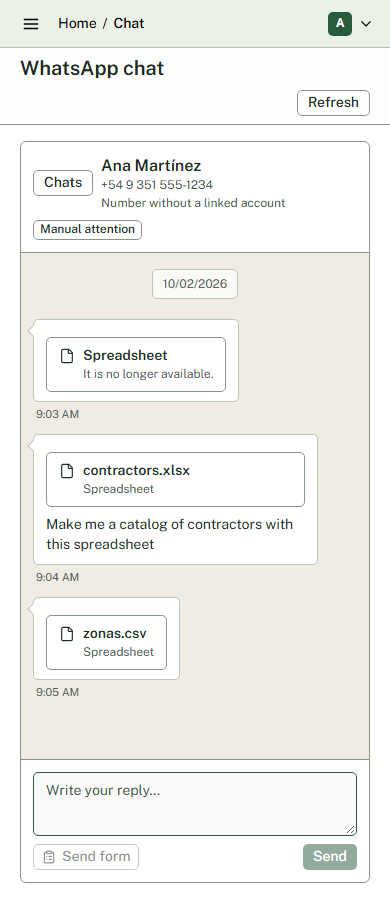 Home / Chat
A
WhatsApp chat
Refresh
Chats
Ana Martínez
+54 9 351 555-1234
Number without a linked account
Manual attention
10/02/2026
Spreadsheet
It is no longer available.
9:03 AM
contractors.xlsx
Spreadsheet
Make me a catalog of contractors with
this spreadsheet
9:04 AM
zonas.csv
Spreadsheet
9:05 AM
Write your reply...
Send form
Send